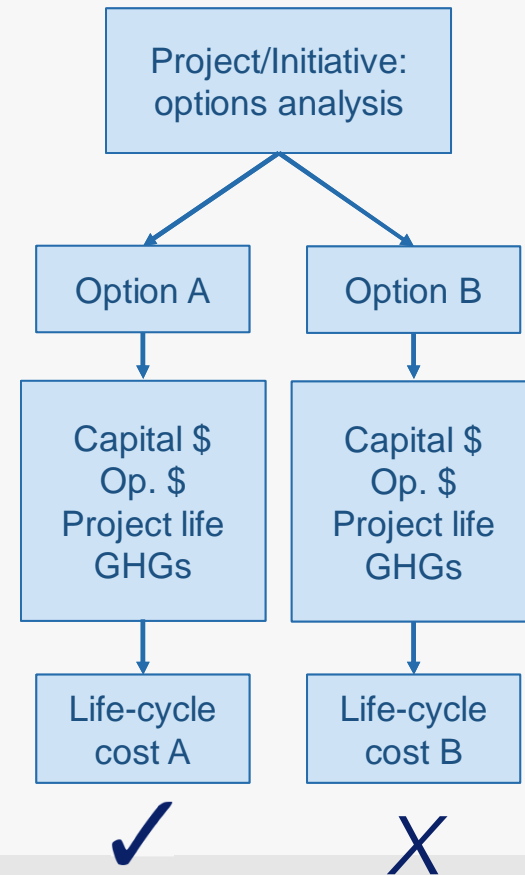 Project/Initiative:
options analysis
Option A
Option B
Capital $
Op. $
Project life
GHGs
Capital $
Op. $
Project life
GHGs
Life-cycle
cost A
Life-cycle
cost B
✓
X